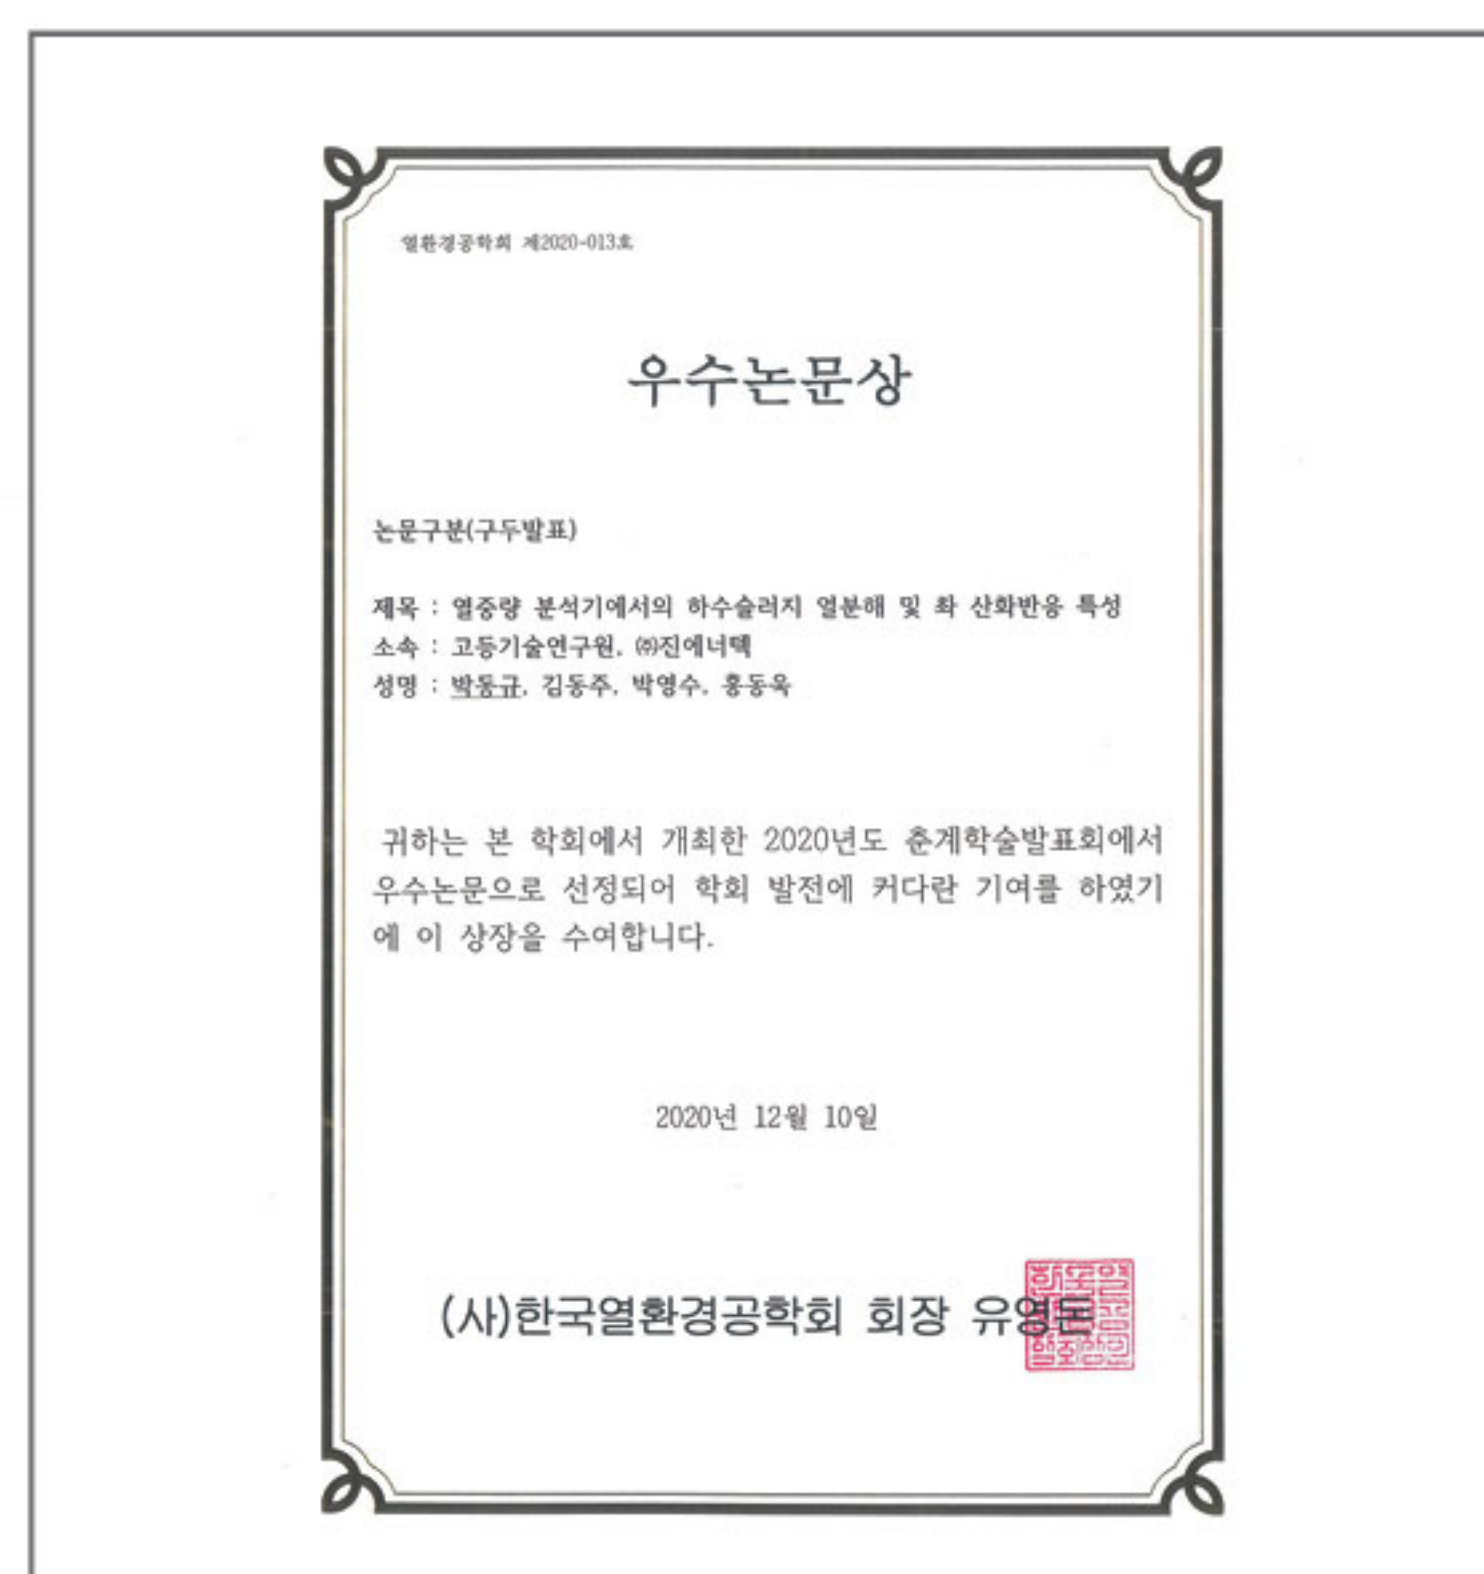 열환경공학회 제2020-013호
우수논문상
논문구분(구두발표)
제목 : 열중량 분석기에서의 하수슬러지 열분해 및 촤 산화반응 특성
소속 : 고등기술연구원, ㈜진에너텍
성명 : 박동규, 김동주, 박영수, 홍동욱
귀하는 본 학회에서 개최한 2020년도 춘계학술발표회에서
우수논문으로 선정되어 학회 발전에 커다란 기여를 하였기
에 이 상장을 수여합니다.
2020년 12월 10일
(사)한국열환경공학회 회장 유영돈